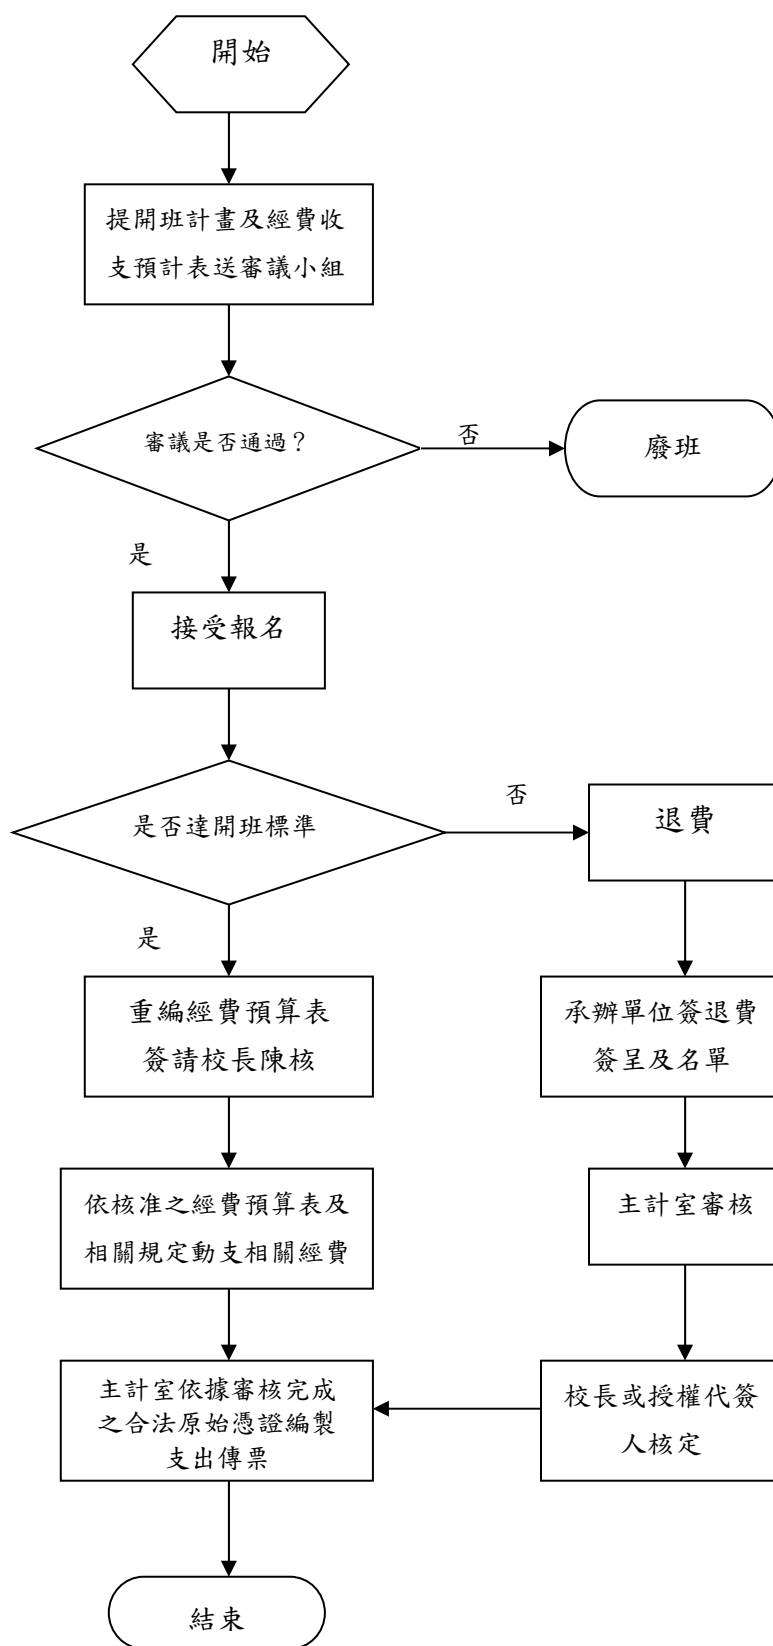 開始
提開班計畫及經費收
支預計表送審議小組
審議是否通過？
否
廢班
是
接受報名
是否達開班標準
否
退費
是
重編經費預算表
簽請校長陳核
承辦單位簽退費
簽呈及名單
依核准之經費預算表及
相關規定動支相關經費
主計室審核
主計室依據審核完成
之合法原始憑證編製
支出傳票
校長或授權代簽
人核定
結束